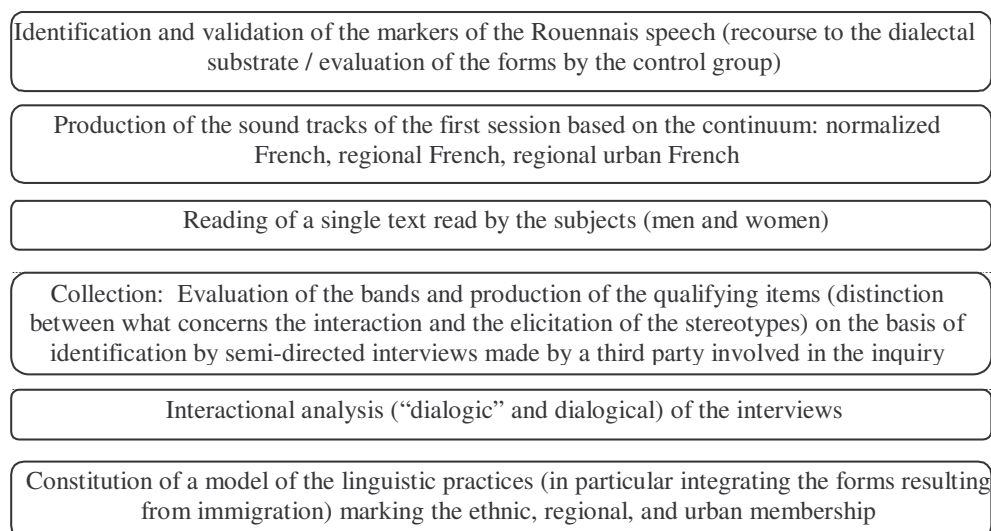 Identification and validation of the markers of the Rouennais speech (recourse to the dialectal
substrate / evaluation of the forms by the control group)
Production of the sound tracks of the first session based on the continuum: normalized
French, regional French, regional urban French
Reading of a single text read by the subjects (men and women)
Collection: Evaluation of the bands and production of the qualifying items (distinction
between what concerns the interaction and the elicitation of the stereotypes) on the basis of
identification by semi-directed interviews made by a third party involved in the inquiry
Interactional analysis (“dialogic” and dialogical) of the interviews
Constitution of a model of the linguistic practices (in particular integrating the forms resulting
from immigration) marking the ethnic, regional, and urban membership